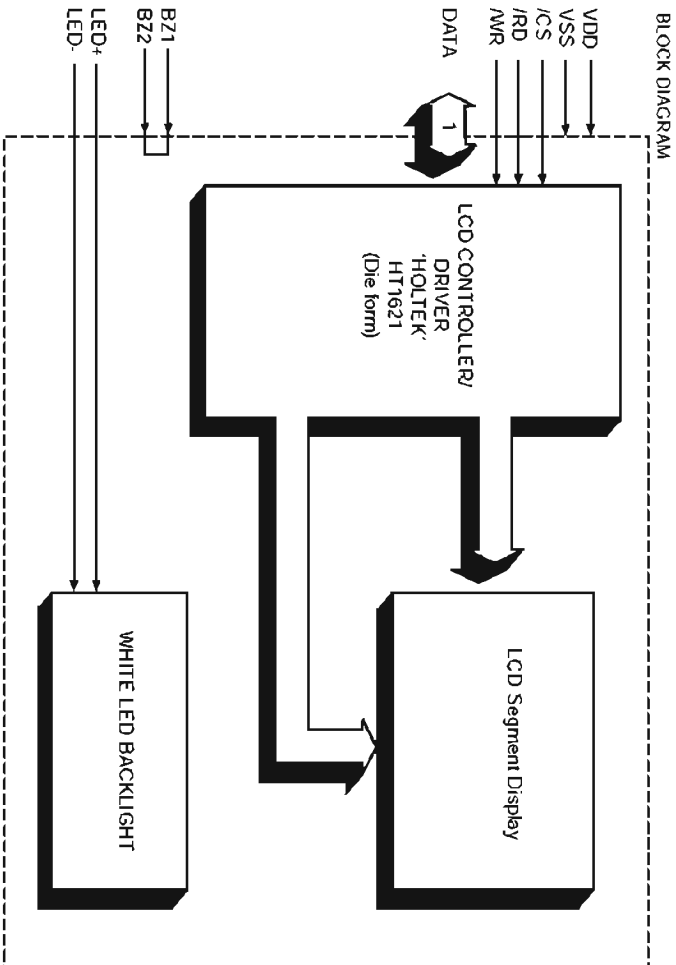 BLOCK DIAGRAM
VDD
VSS
/CS
/RD
/WR
DATA
1
BZ1
BZ2
LED+
LED-
LCD CONTROLLER/
DRIVER
'HOLTEK'
HT1621
(Die form)
LCD Segment Display
WHITE LED BACKLIGHT